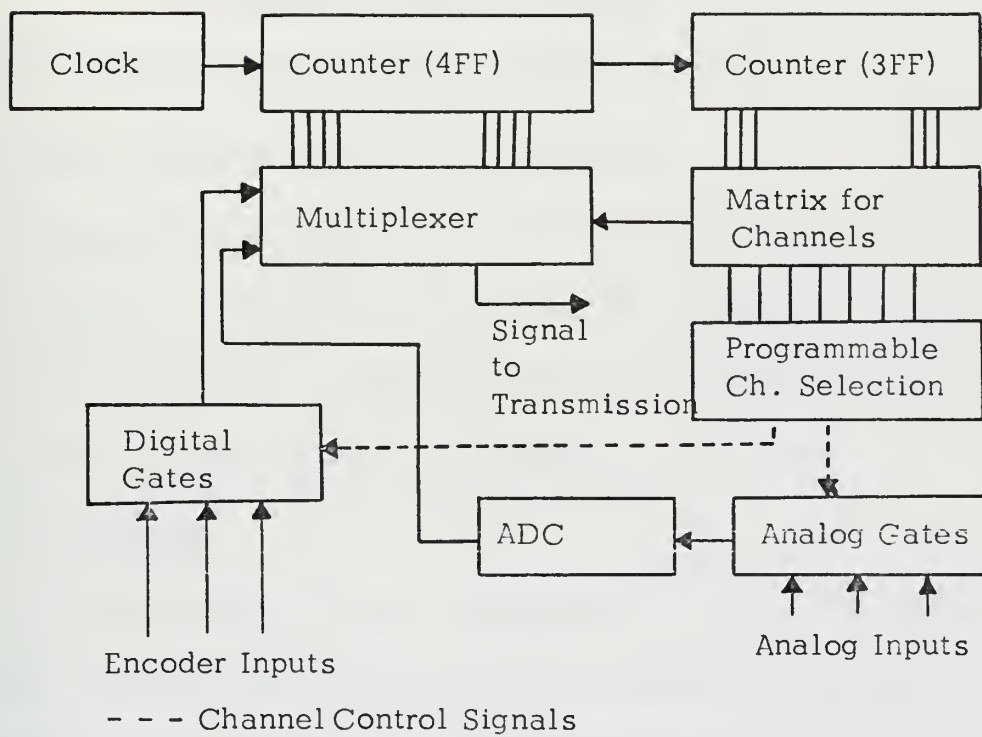 Clock
Counter (4FF)
Counter (3FF)
Multiplexer
Matrix for
Channels
Signal
to
Transmission
Programmable
Ch. Selection
Digital
Gates
ADC
Analog Gates
Encoder Inputs
Analog Inputs
--- Channel Control Signals